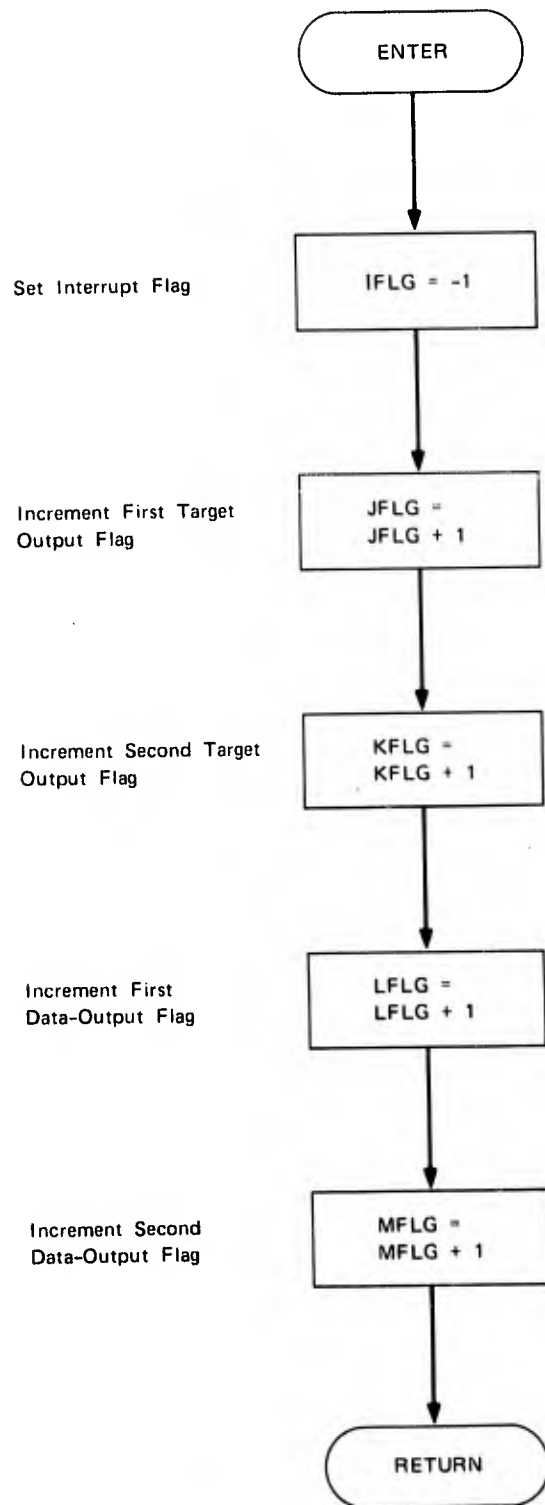 ENTER
Set Interrupt Flag
IFLG = -1
Increment First Target
Output Flag
JFLG =
JFLG + 1
Increment Second Target
Output Flag
KFLG =
KFLG + 1
Increment First
Data-Output Flag
LFLG =
LFLG + 1
Increment Second
Data-Output Flag
MFLG =
MFLG + 1
RETURN